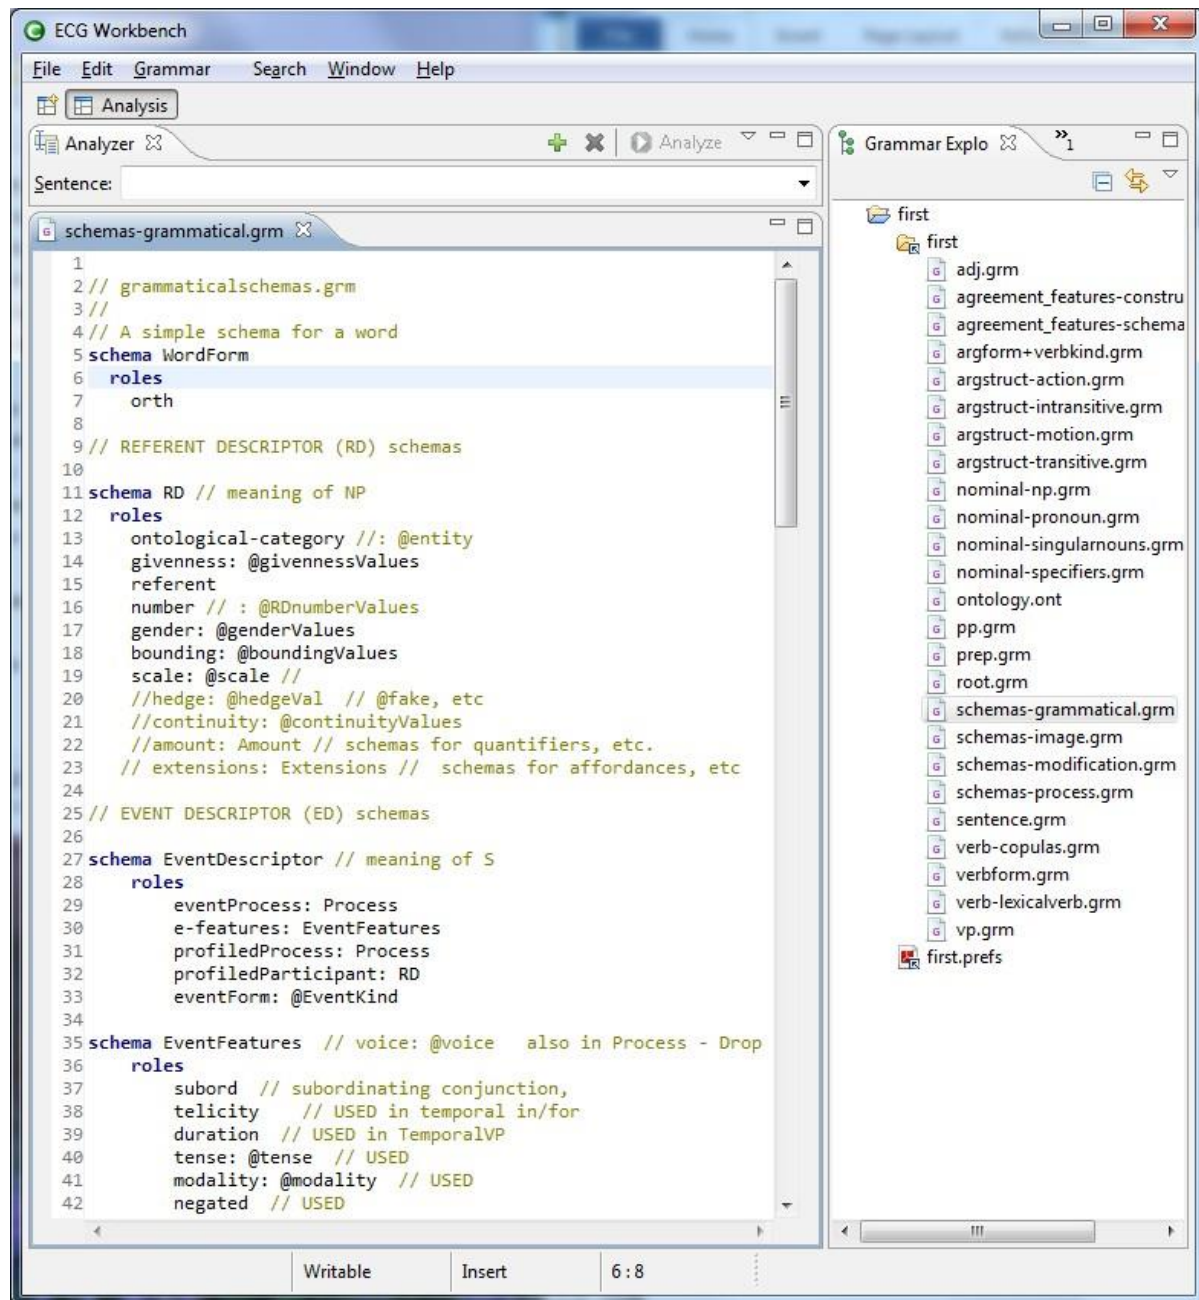 ECG Workbench
File Edit Grammar Search Window Help
Analysis
Analyzer
Analyze
Sentence:
schemas-grammatical.grm
1
2 // grammaticalschemas.grm
3 //
4 // A simple schema for a word
5 schema WordForm
6 roles
7 orth
8
9 // REFERENT DESCRIPTOR (RD) schemas
10
11 schema RD // meaning of NP
12 roles
13 ontological-category //: @entity
14 givenness: @givennessValues
15 referent
16 number // : @RDnumberValues
17 gender: @genderValues
18 bounding: @boundingValues
19 scale: @scale //
20 //hedge: @hedgeVal // @fake, etc
21 //continuity: @continuityValues
22 //amount: Amount // schemas for quantifiers, etc.
23 // extensions: Extensions // schemas for affordances, etc
24
25 // EVENT DESCRIPTOR (ED) schemas
26
27 schema EventDescriptor // meaning of S
28 roles
29 eventProcess: Process
30 e-features: EventFeatures
31 profiledProcess: Process
32 profiledParticipant: RD
33 eventForm: @EventKind
34
35 schema EventFeatures // voice: @voice also in Process - Drop
36 roles
37 subord // subordinating conjunction,
38 telicity // USED in temporal in/for
39 duration // USED in TemporalVP
40 tense: @tense // USED
41 modality: @modality // USED
42 negated // USED
Grammar Explo
»1
first
first
adj.grm
agreement_features-constru
agreement_features-schema
argform+verbkind.grm
argstruct-action.grm
argstruct-intransitive.grm
argstruct-motion.grm
argstruct-transitive.grm
nominal-np.grm
nominal-pronoun.grm
nominal-singularnouns.grm
nominal-specifiers.grm
ontology.ont
pp.grm
prep.grm
root.grm
schemas-grammatical.grm
schemas-image.grm
schemas-modification.grm
schemas-process.grm
sentence.grm
verb-copulas.grm
verbform.grm
verb-lexicalverb.grm
vp.grm
first.prefs
Writable Insert 6 : 8